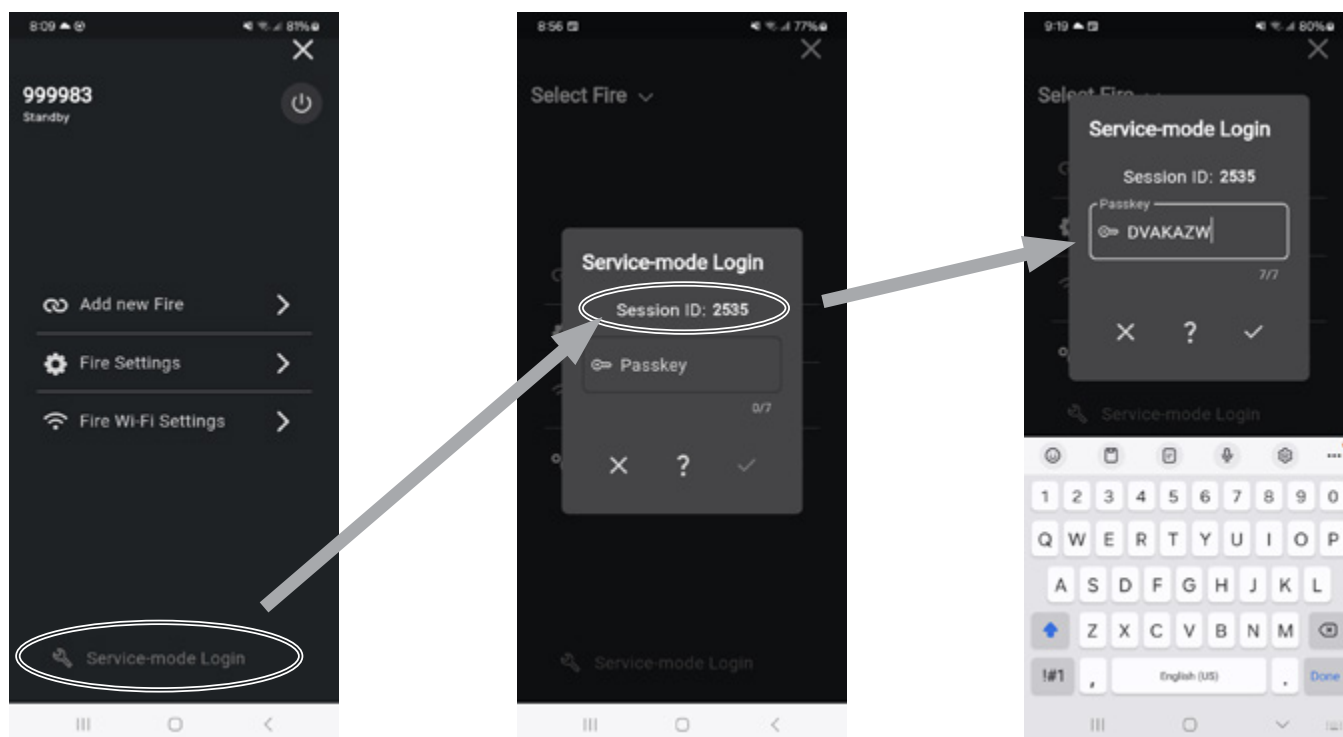 8:09
81%
999983
Standby
Add new Fire
Fire Settings
Fire Wi-Fi Settings
Service-mode Login
8:56
77%
Select Fire
Service-mode Login
Session ID: 2535
Passkey
0/7
?
Service-mode Login
9:19
80%
Select Fire
Service-mode Login
Session ID: 2535
Passkey
DVAKAZW
7/7
?
Service-mode Login
1 2 3 4 5 6 7 8 9 0
Q W E R T Y U I O P
A S D F G H J K L
Z X C V B N M
!#1 , English (US) . Done